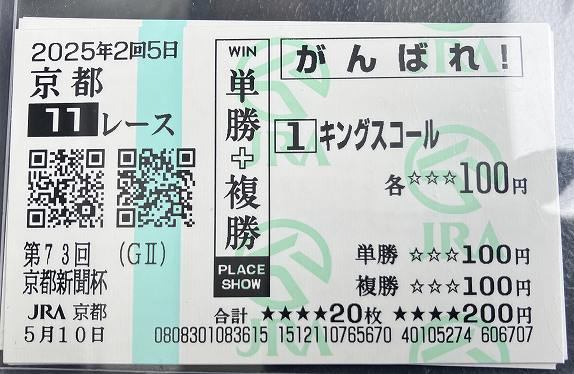 2025年2回5日
京都
11レース
第73回 (GⅡ)
京都新聞杯
JRA 京都
5月10日
WIN
単勝+複勝
PLACE
SHOW
がんばれ!
1 キングスコール
各☆☆☆100円
単勝 ☆☆☆100円
複勝 ☆☆☆100円
合計 ★★★★20枚 ★★★★200円
0808301083615 1512110765670 40105274 606707
JRA
JRA
JRA
JRA